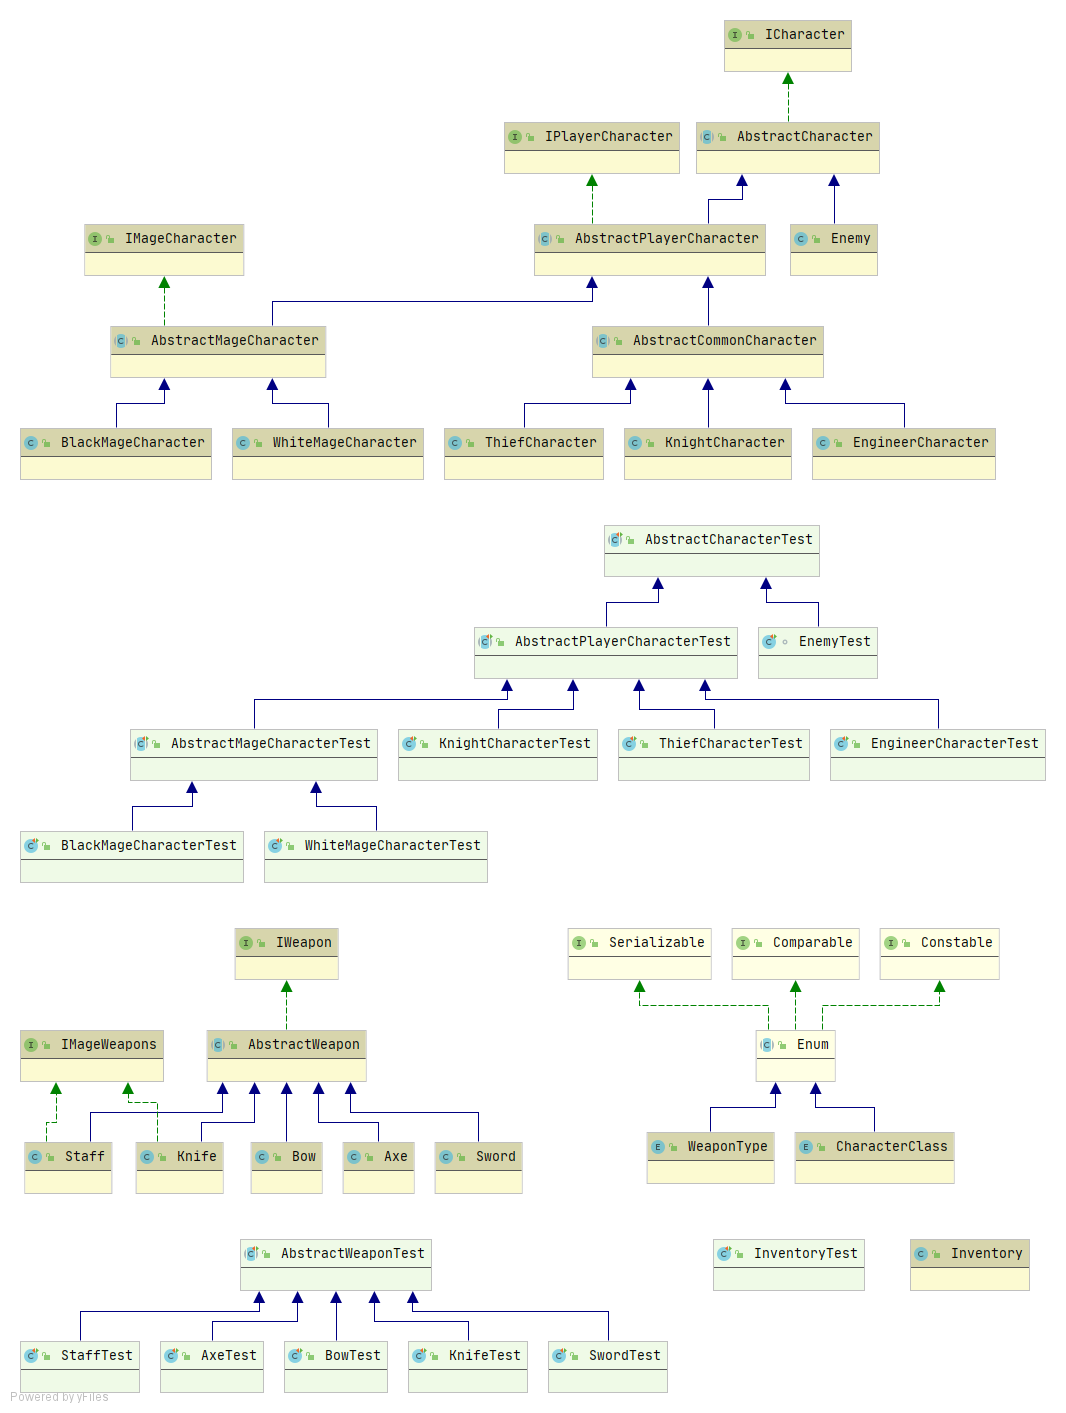 ICharacter
IPlayerCharacter
AbstractCharacter
IMageCharacter
AbstractPlayerCharacter
Enemy
AbstractMageCharacter
AbstractCommonCharacter
BlackMageCharacter
WhiteMageCharacter
ThiefCharacter
KnightCharacter
EngineerCharacter
AbstractCharacterTest
AbstractPlayerCharacterTest
EnemyTest
AbstractMageCharacterTest
KnightCharacterTest
ThiefCharacterTest
EngineerCharacterTest
BlackMageCharacterTest
WhiteMageCharacterTest
IWeapon
Serializable
Comparable
Constable
IMageWeapons
AbstractWeapon
Enum
Staff
Knife
Bow
Axe
Sword
WeaponType
CharacterClass
AbstractWeaponTest
InventoryTest
Inventory
StaffTest
AxeTest
BowTest
KnifeTest
SwordTest
Powered by yFiles